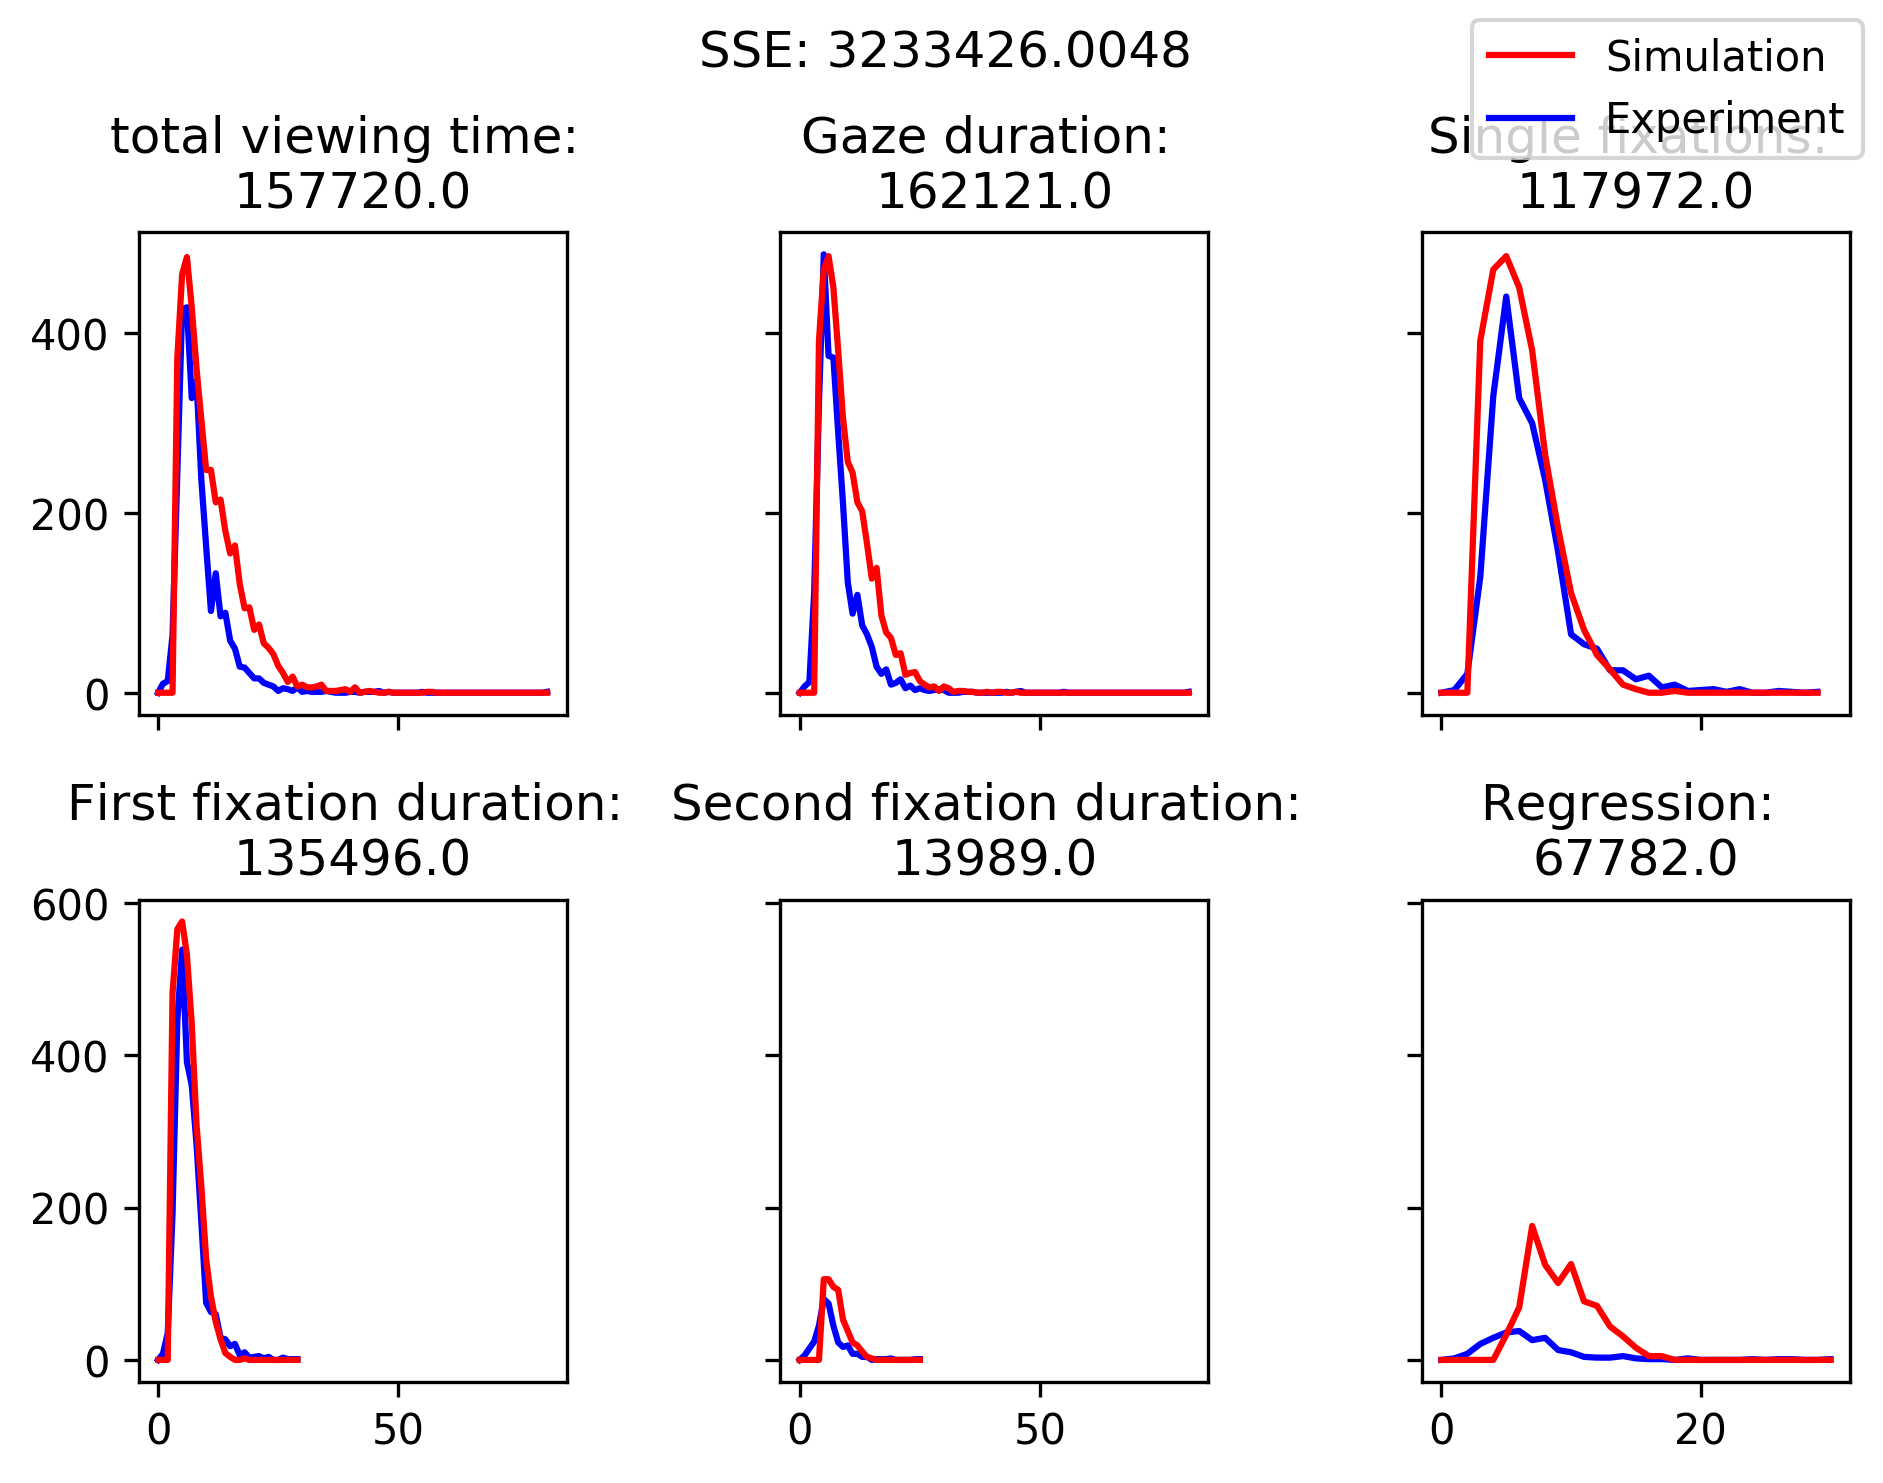 SSE: 3233426.0048
Simulation
Experiment
total viewing time:
157720.0
Gaze duration:
162121.0
Single fixations:
117972.0
400
200
0
0
50
0
50
0
20
First fixation duration:
135496.0
Second fixation duration:
13989.0
Regression:
67782.0
600
400
200
0